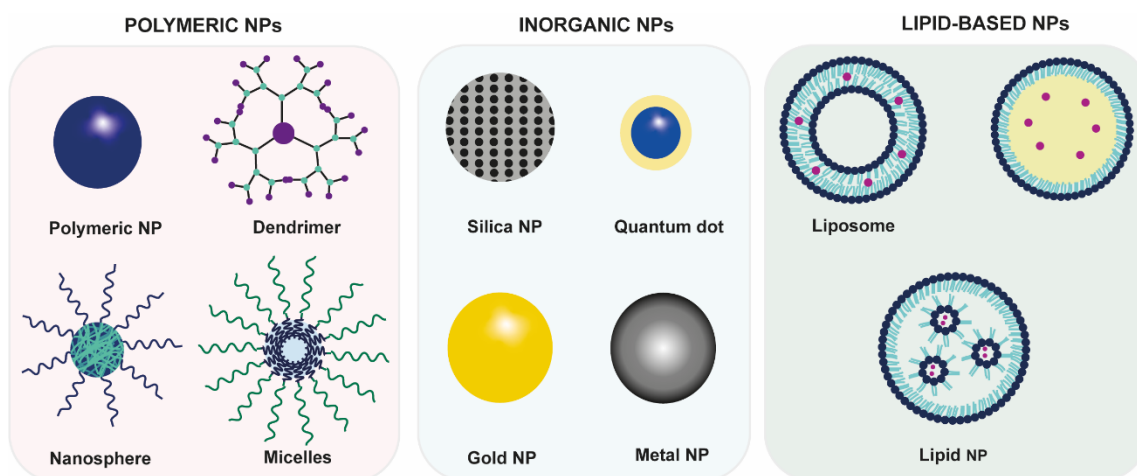 POLYMERIC NPs
INORGANIC NPs
LIPID-BASED NPs
Polymeric NP
Dendrimer
Silica NP
Quantum dot
Liposome
Nanosphere
Micelles
Gold NP
Metal NP
Lipid NP